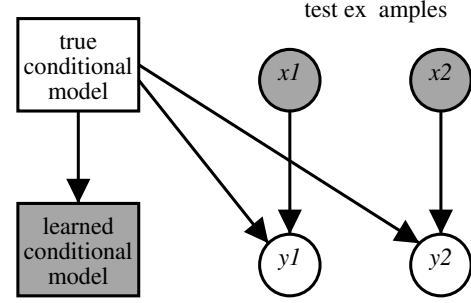 test ex amples
true
conditional
model
x1
x2
learned
conditional
model
y1
y2